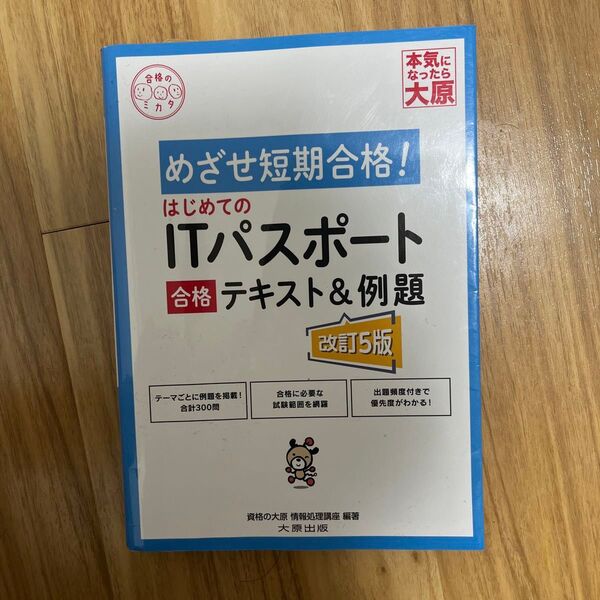 合格の
ミカタ
本気に
なったら
大原
めざせ短期合格!
はじめての
ITパスポート
合格 テキスト&例題
改訂5版
テーマごとに例題を掲載!
合計300問
合格に必要な
試験範囲を網羅
出題頻度付きで
優先度がわかる!
資格の大原 情報処理講座 編著
大原出版